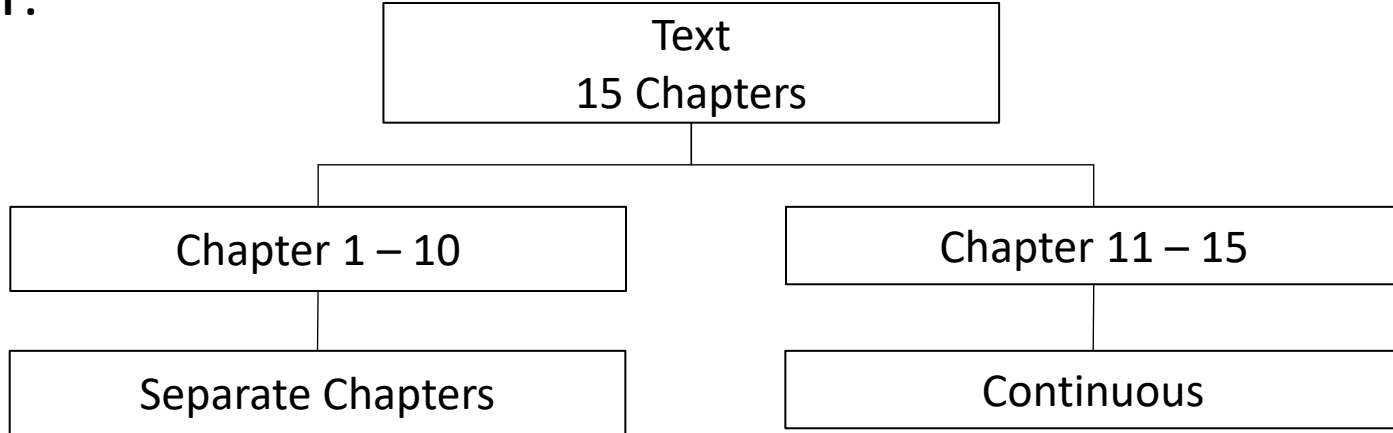 Text
15 Chapters
Chapter 1 – 10
Chapter 11 – 15
Separate Chapters
Continuous